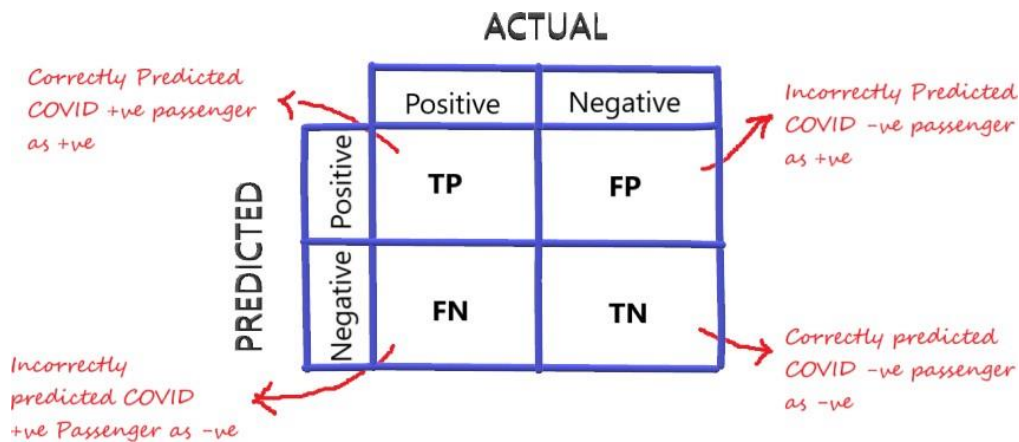 ACTUAL
Correctly Predicted
COVID +ve passenger
as +ve
Positive
Negative
Incorrectly Predicted
COVID -ve passenger
as +ve
PREDICTED
Positive
TP
FP
Negative
FN
TN
Incorrectly
predicted COVID
+ve Passenger as -ve
Correctly predicted
COVID -ve passenger
as -ve